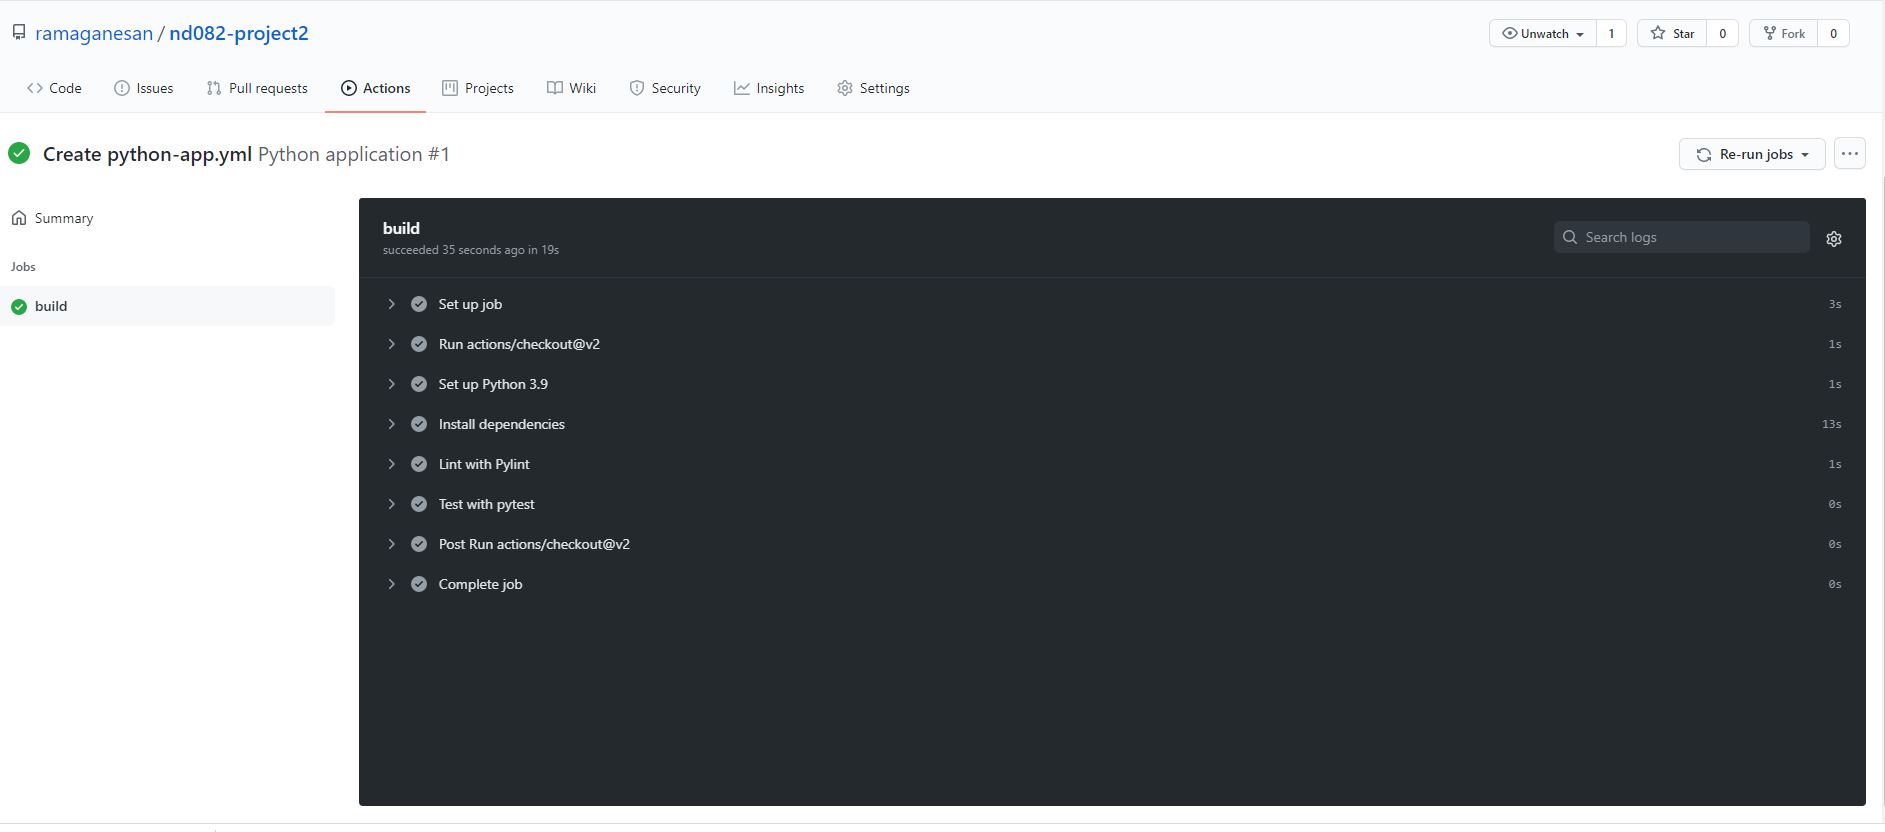 ramaganesan / nd082-project2
Unwatch 1 Star 0 Fork 0
Code Issues Pull requests Actions Projects Wiki Security Insights Settings
Create python-app.yml Python application #1
Re-run jobs
Summary
Jobs
build
build
succeeded 35 seconds ago in 19s
Search logs
Set up job 3s
Run actions/checkout@v2 1s
Set up Python 3.9 1s
Install dependencies 13s
Lint with Pylint 1s
Test with pytest 0s
Post Run actions/checkout@v2 0s
Complete job 0s